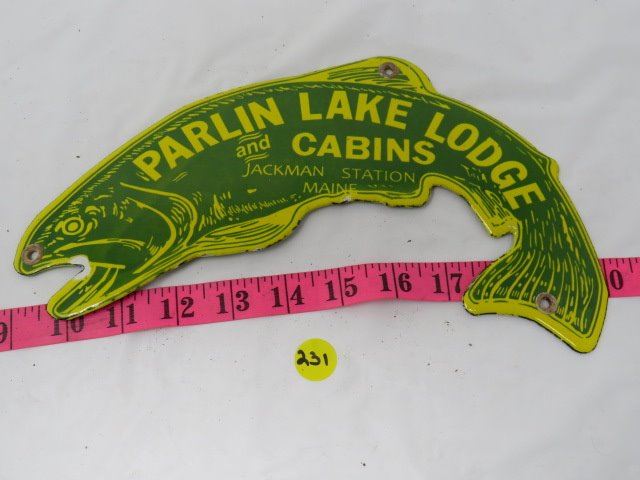 PARLIN LAKE LODGE
and CABINS
JACKMAN STATION
MAINE
9 10 11 12 13 14 15 16 17 0
231